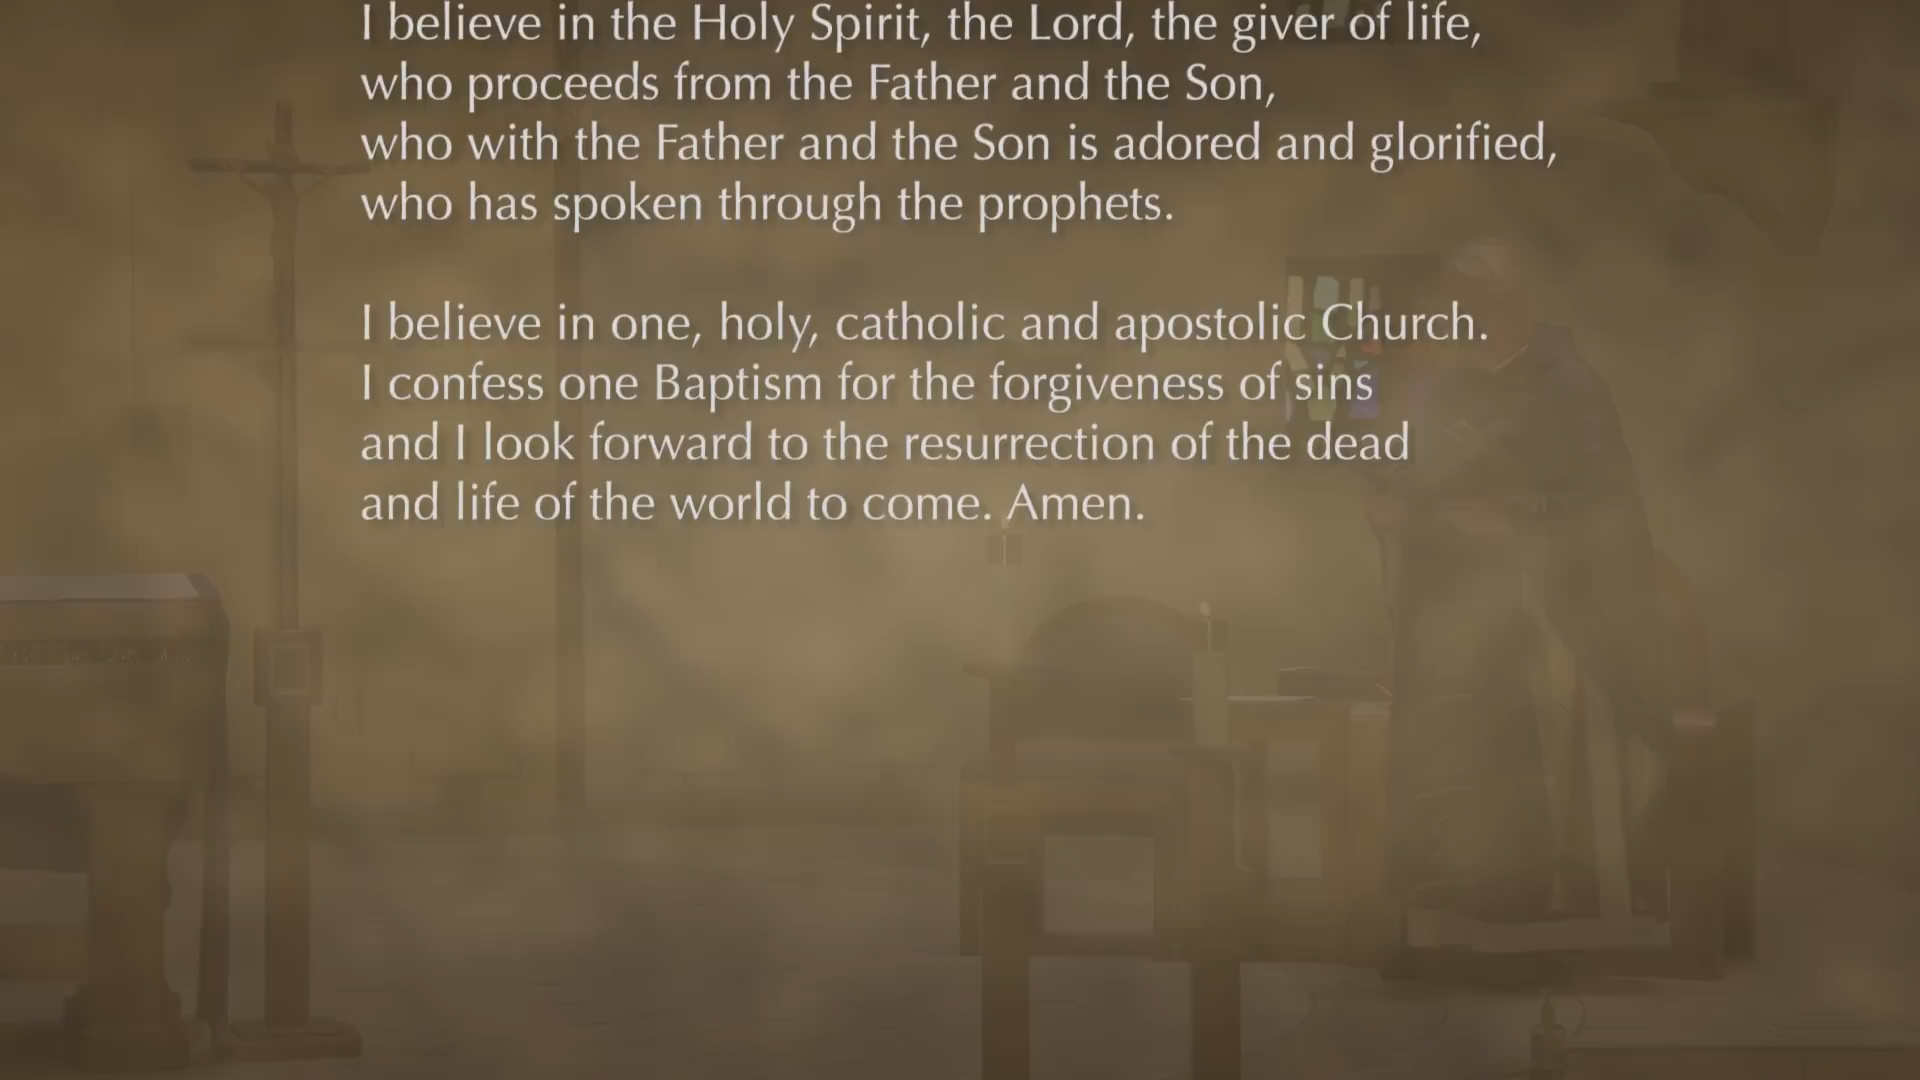 I believe in the Holy Spirit, the Lord, the giver of life,
who proceeds from the Father and the Son,
who with the Father and the Son is adored and glorified,
who has spoken through the prophets.
I believe in one, holy, catholic and apostolic Church.
I confess one Baptism for the forgiveness of sins
and I look forward to the resurrection of the dead
and life of the world to come. Amen.